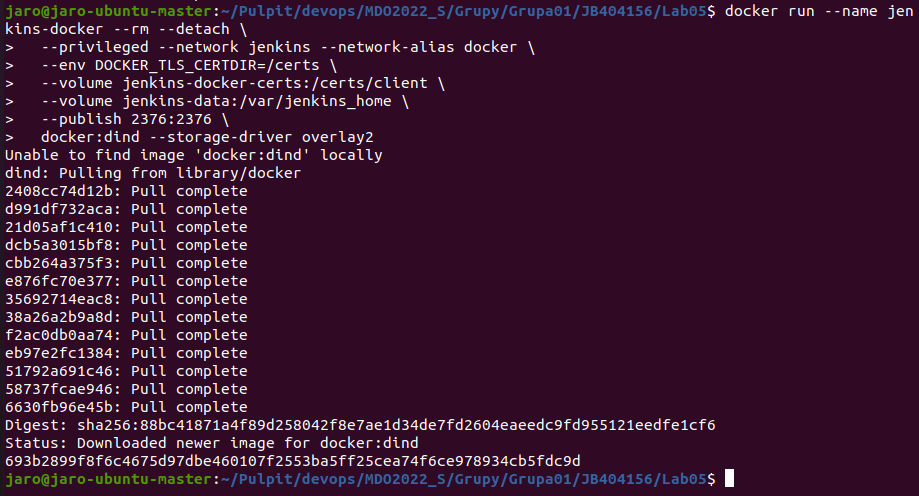 jaro@jaro-ubuntu-master:~/Pulpit/devops/MDO2022_S/Grupy/Grupa01/JB404156/Lab05$ docker run --name jen
kins-docker --rm --detach \
>   --privileged --network jenkins --network-alias docker \
>   --env DOCKER_TLS_CERTDIR=/certs \
>   --volume jenkins-docker-certs:/certs/client \
>   --volume jenkins-data:/var/jenkins_home \
>   --publish 2376:2376 \
>   docker:dind --storage-driver overlay2
Unable to find image 'docker:dind' locally
dind: Pulling from library/docker
2408cc74d12b: Pull complete
d991df732aca: Pull complete
21d05af1c410: Pull complete
dcb5a3015bf8: Pull complete
cbb264a375f3: Pull complete
e876fc70e377: Pull complete
35692714eac8: Pull complete
38a26a2b9a8d: Pull complete
f2ac0db0aa74: Pull complete
eb97e2fc1384: Pull complete
51792a691c46: Pull complete
58737fcae946: Pull complete
6630fb96e45b: Pull complete
Digest: sha256:88bc41871a4f89d258042f8e7ae1d34de7fd2604eaeedc9fd955121eedfe1cf6
Status: Downloaded newer image for docker:dind
693b2899f8f6c4675d97dbe460107f2553ba5ff25cea74f6ce978934cb5fdc9d
jaro@jaro-ubuntu-master:~/Pulpit/devops/MDO2022_S/Grupy/Grupa01/JB404156/Lab05$